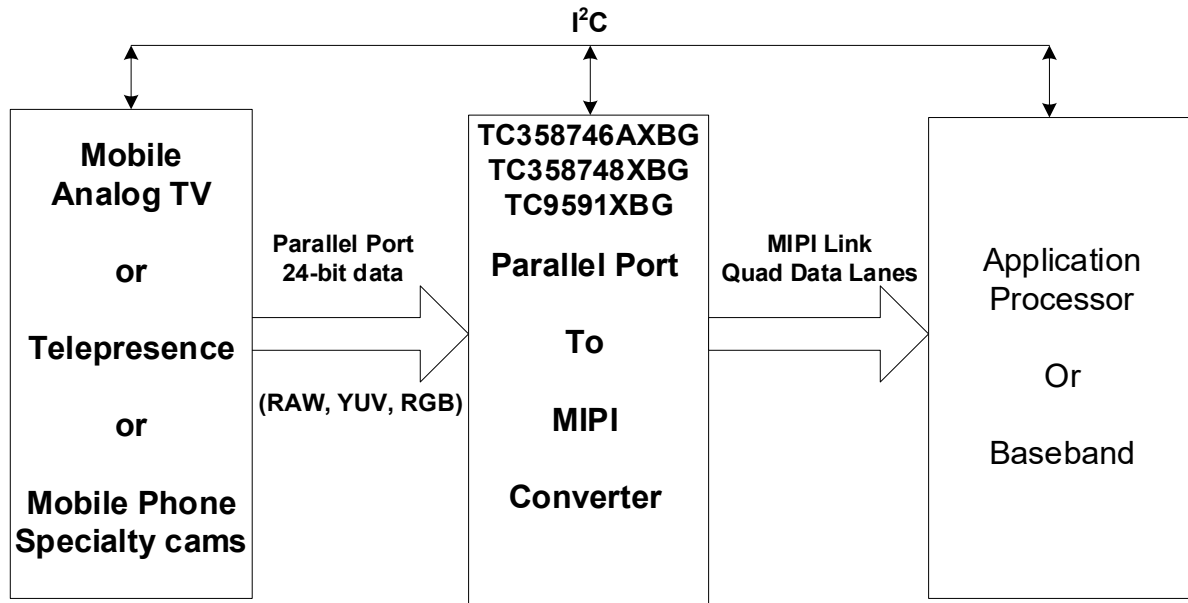 I²C
Mobile
Analog TV
or
Telepresence
or
Mobile Phone
Specialty cams
Parallel Port
24-bit data
(RAW, YUV, RGB)
TC358746AXBG
TC358748XBG
TC9591XBG
Parallel Port
To
MIPI
Converter
MIPI Link
Quad Data Lanes
Application
Processor
Or
Baseband